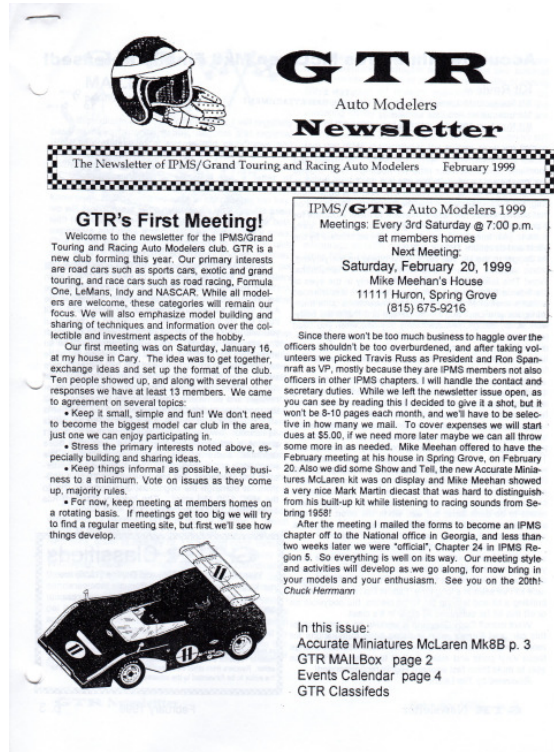 GTR
Auto Modelers
Newsletter
The Newsletter of IPMS/Grand Touring and Racing Auto Modelers February 1999
GTR's First Meeting!
Welcome to the newsletter for the IPMS/Grand
Touring and Racing Auto Modelers club. GTR is a
new club forming this year. Our primary interests
are road cars such as sports cars, exotic and grand
touring, and race cars such as road racing, Formula
One, LeMans, Indy and NASCAR. While all model-
ers are welcome, these categories will remain our
focus. We will also emphasize model building and
sharing of techniques and information over the col-
lectible and investment aspects of the hobby.
Our first meeting was on Saturday, January 16,
at my house in Cary. The idea was to get together,
exchange ideas and set up the format of the club.
Ten people showed up, and along with several other
responses we have at least 13 members. We came
to agreement on several topics:
• Keep it small, simple and fun! We don't need
to become the biggest model car club in the area,
just one we can enjoy participating in.
• Stress the primary interests noted above, es-
pecially building and sharing ideas.
• Keep things informal as possible, keep busi-
ness to a minimum. Vote on issues as they come
up, majority rules.
• For now, keep meeting at members homes on
a rotating basis. If meetings get too big we will try
to find a regular meeting site, but first we'll see how
things develop.
IPMS/GTR Auto Modelers 1999
Meetings: Every 3rd Saturday @ 7:00 p.m.
at members homes
Next Meeting:
Saturday, February 20, 1999
Mike Meehan's House
11111 Huron, Spring Grove
(815) 675-9216
Since there won't be too much business to haggle over the
officers shouldn't be too overburdened, and after taking vol-
unteers we picked Travis Russ as President and Ron Span-
nraft as VP, mostly because they are IPMS members not also
officers in other IPMS chapters. I will handle the contact and
secretary duties. While we left the newsletter issue open, as
you can see by reading this I decided to give it a shot, but it
won't be 8-10 pages each month, and we'll have to be selec-
tive in how many we mail. To cover expenses we will start
dues at $5.00, if we need more later maybe we can all throw
some more in as needed. Mike Meehan offered to have the
February meeting at his house in Spring Grove, on February
20. Also we did some Show and Tell, the new Accurate Minia-
tures McLaren kit was on display and Mike Meehan showed
a very nice Mark Martin diecast that was hard to distinguish
from his built-up kit while listening to racing sounds from Se-
bring 1958!
After the meeting I mailed the forms to become an IPMS
chapter off to the National office in Georgia, and less than
two weeks later we were "official", Chapter 24 in IPMS Re-
gion 5. So everything is well on its way. Our meeting style
and activities will develop as we go along, for now bring in
your models and your enthusiasm. See you on the 20th!
Chuck Herrmann
In this issue:
Accurate Miniatures McLaren Mk8B p. 3
GTR MAILBox page 2
Events Calendar page 4
GTR Classifeds